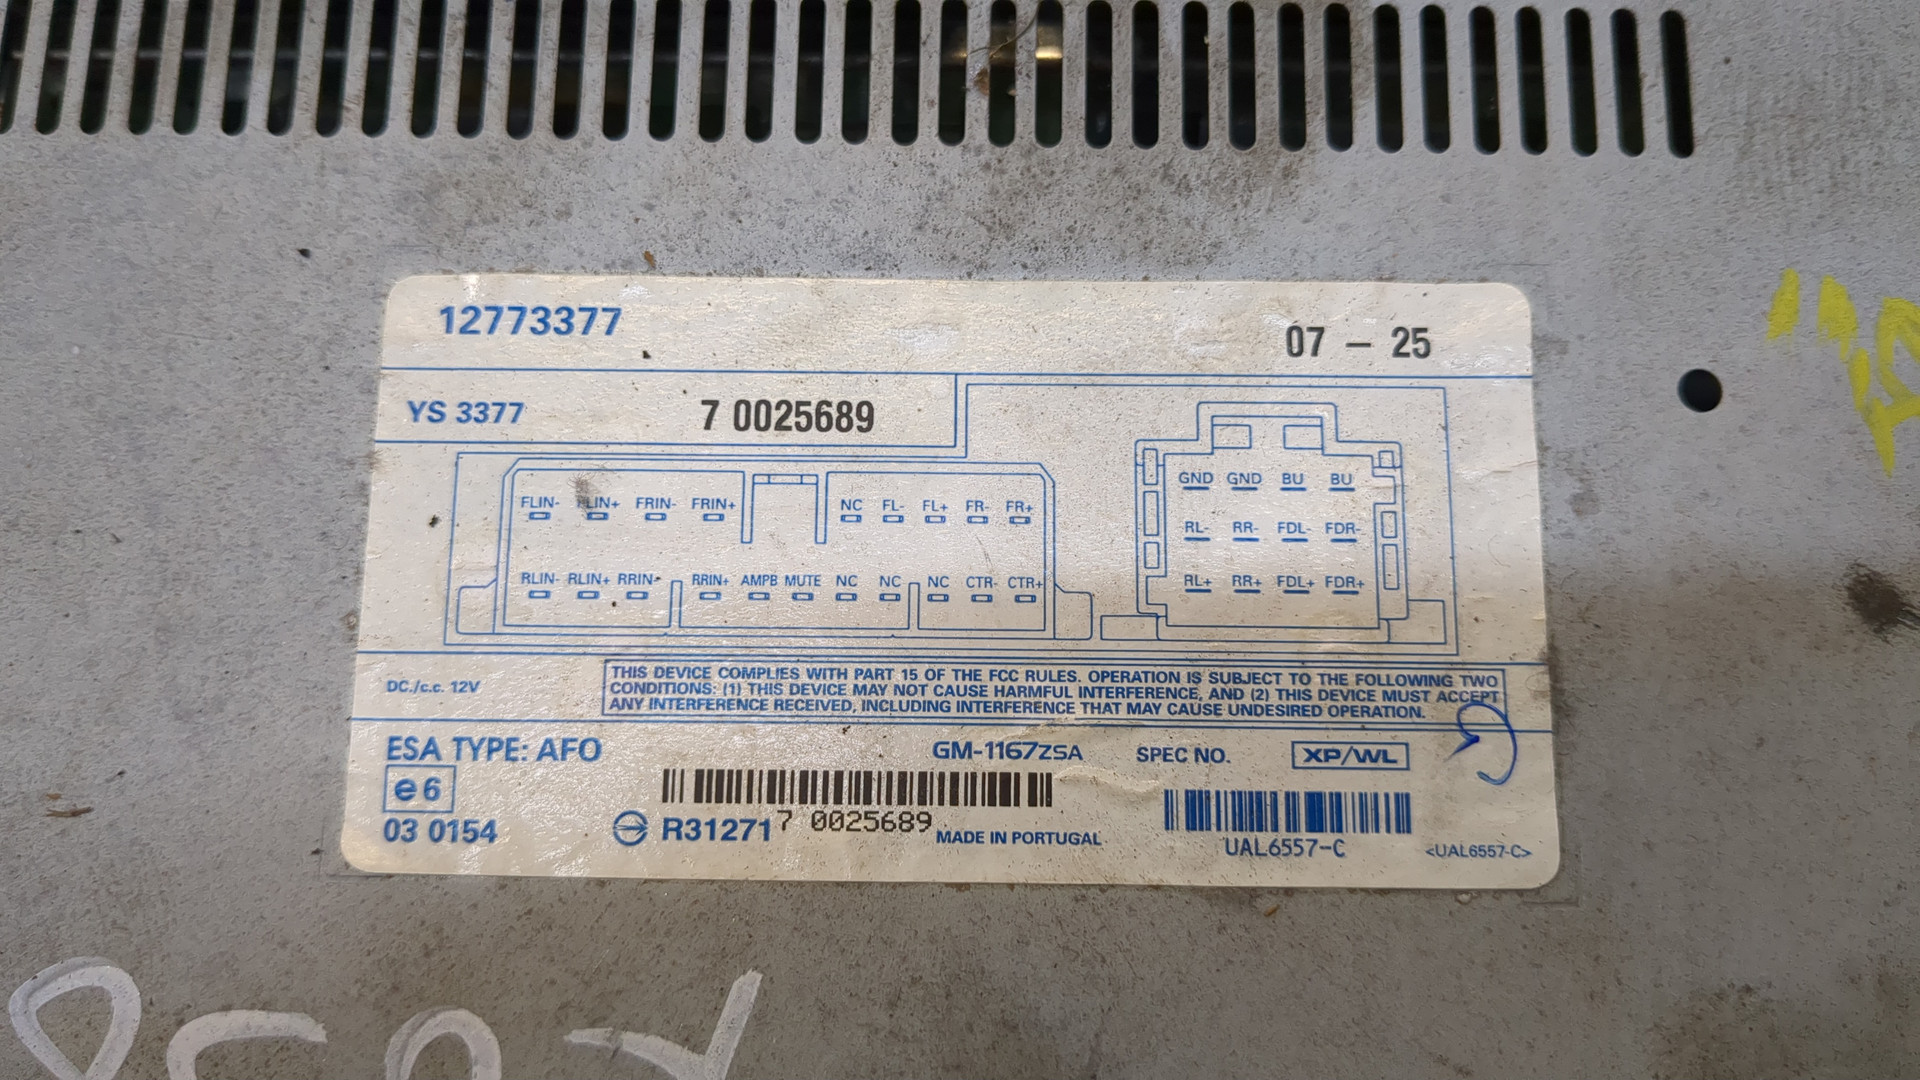 12773377
07 – 25
YS 3377
7 0025689
FLIN- FLIN+ FRIN- FRIN+ NC FL- FL+ FR- FR+
RLIN- RLIN+ RRIN- RRIN+ AMPB MUTE NC NC NC CTR- CTR+
GND GND BU BU
RL- RR- FDL- FDR-
RL+ RR+ FDL+ FDR+
DC./c.c. 12V
THIS DEVICE COMPLIES WITH PART 15 OF THE FCC RULES. OPERATION IS SUBJECT TO THE FOLLOWING TWO
CONDITIONS: (1) THIS DEVICE MAY NOT CAUSE HARMFUL INTERFERENCE, AND (2) THIS DEVICE MUST ACCEPT
ANY INTERFERENCE RECEIVED, INCLUDING INTERFERENCE THAT MAY CAUSE UNDESIRED OPERATION.
ESA TYPE: AFO
GM-1167ZSA
SPEC NO. XP/WL
e6
03 0154
R31271
7 0025689
MADE IN PORTUGAL
UAL6557-C
<UAL6557-C>